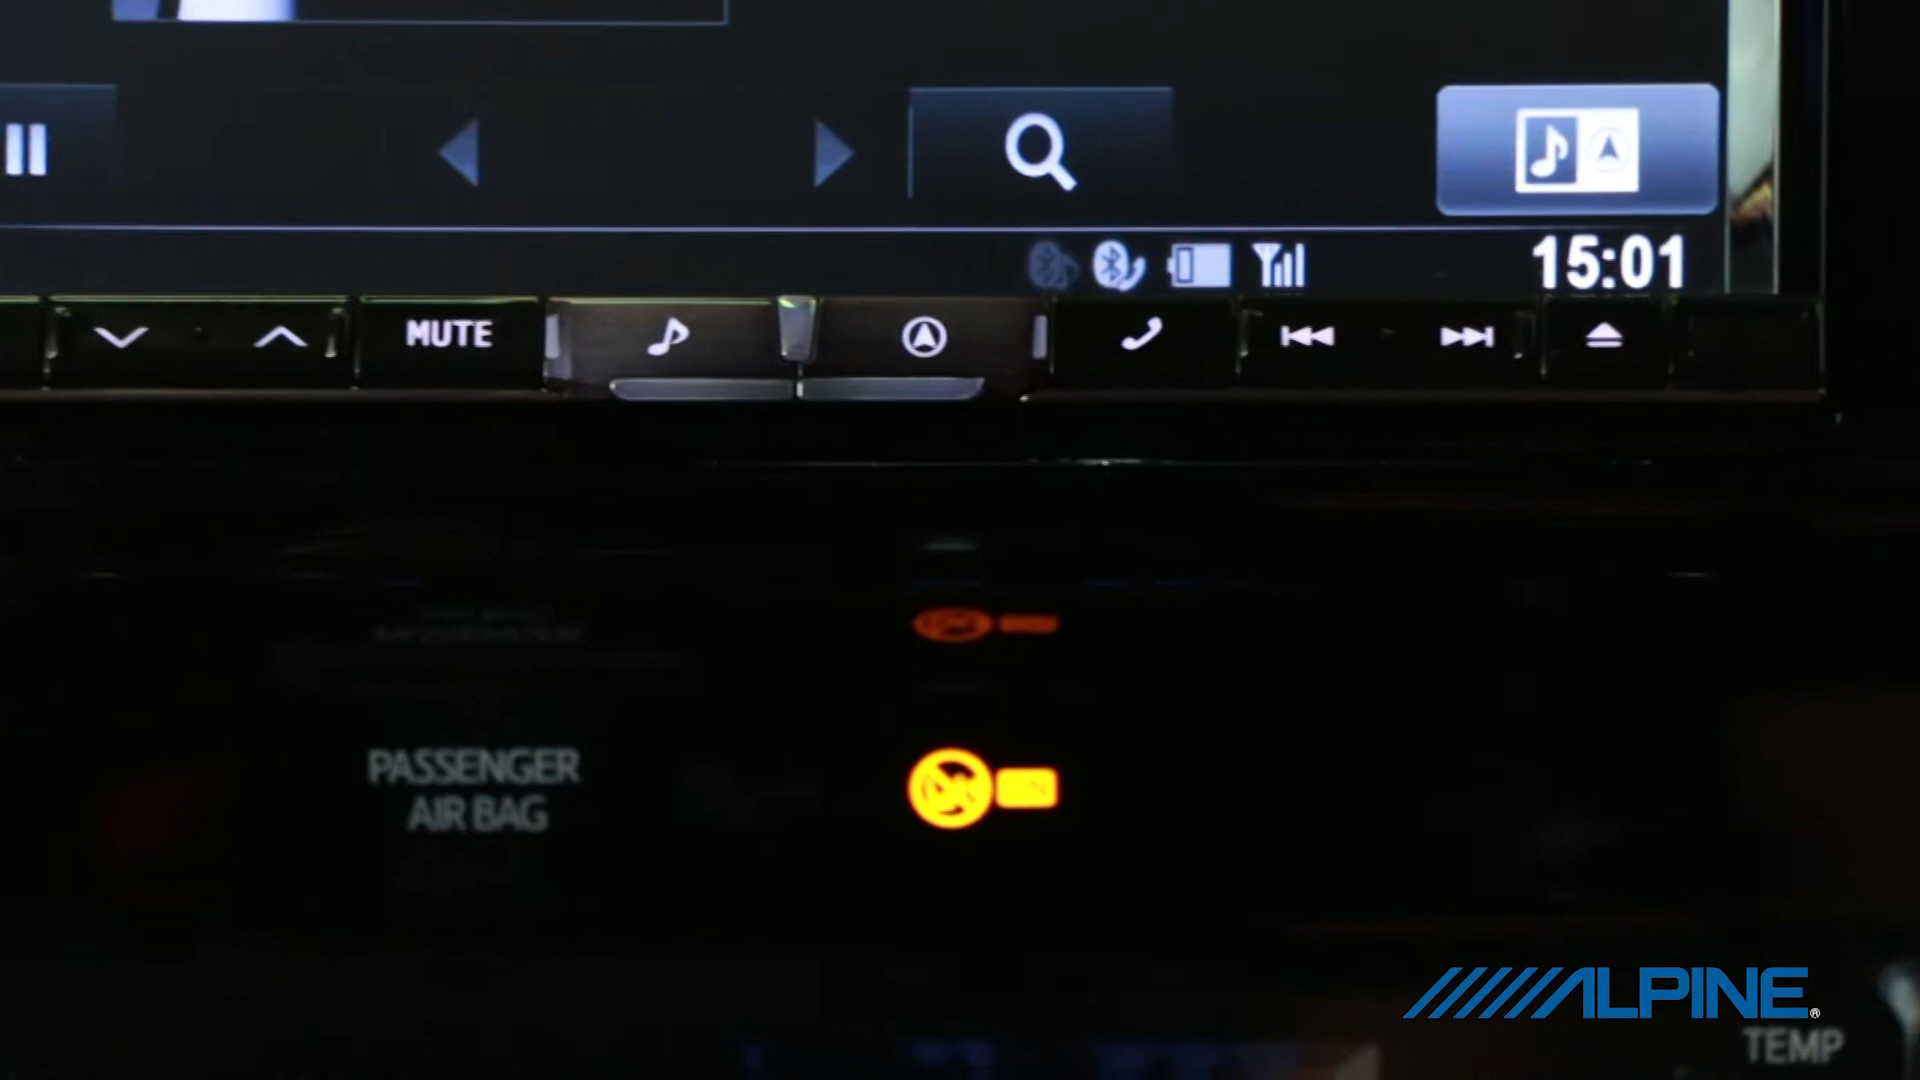 15:01
MUTE
PASSENGER
AIR BAG
ALPINE®
TEMP